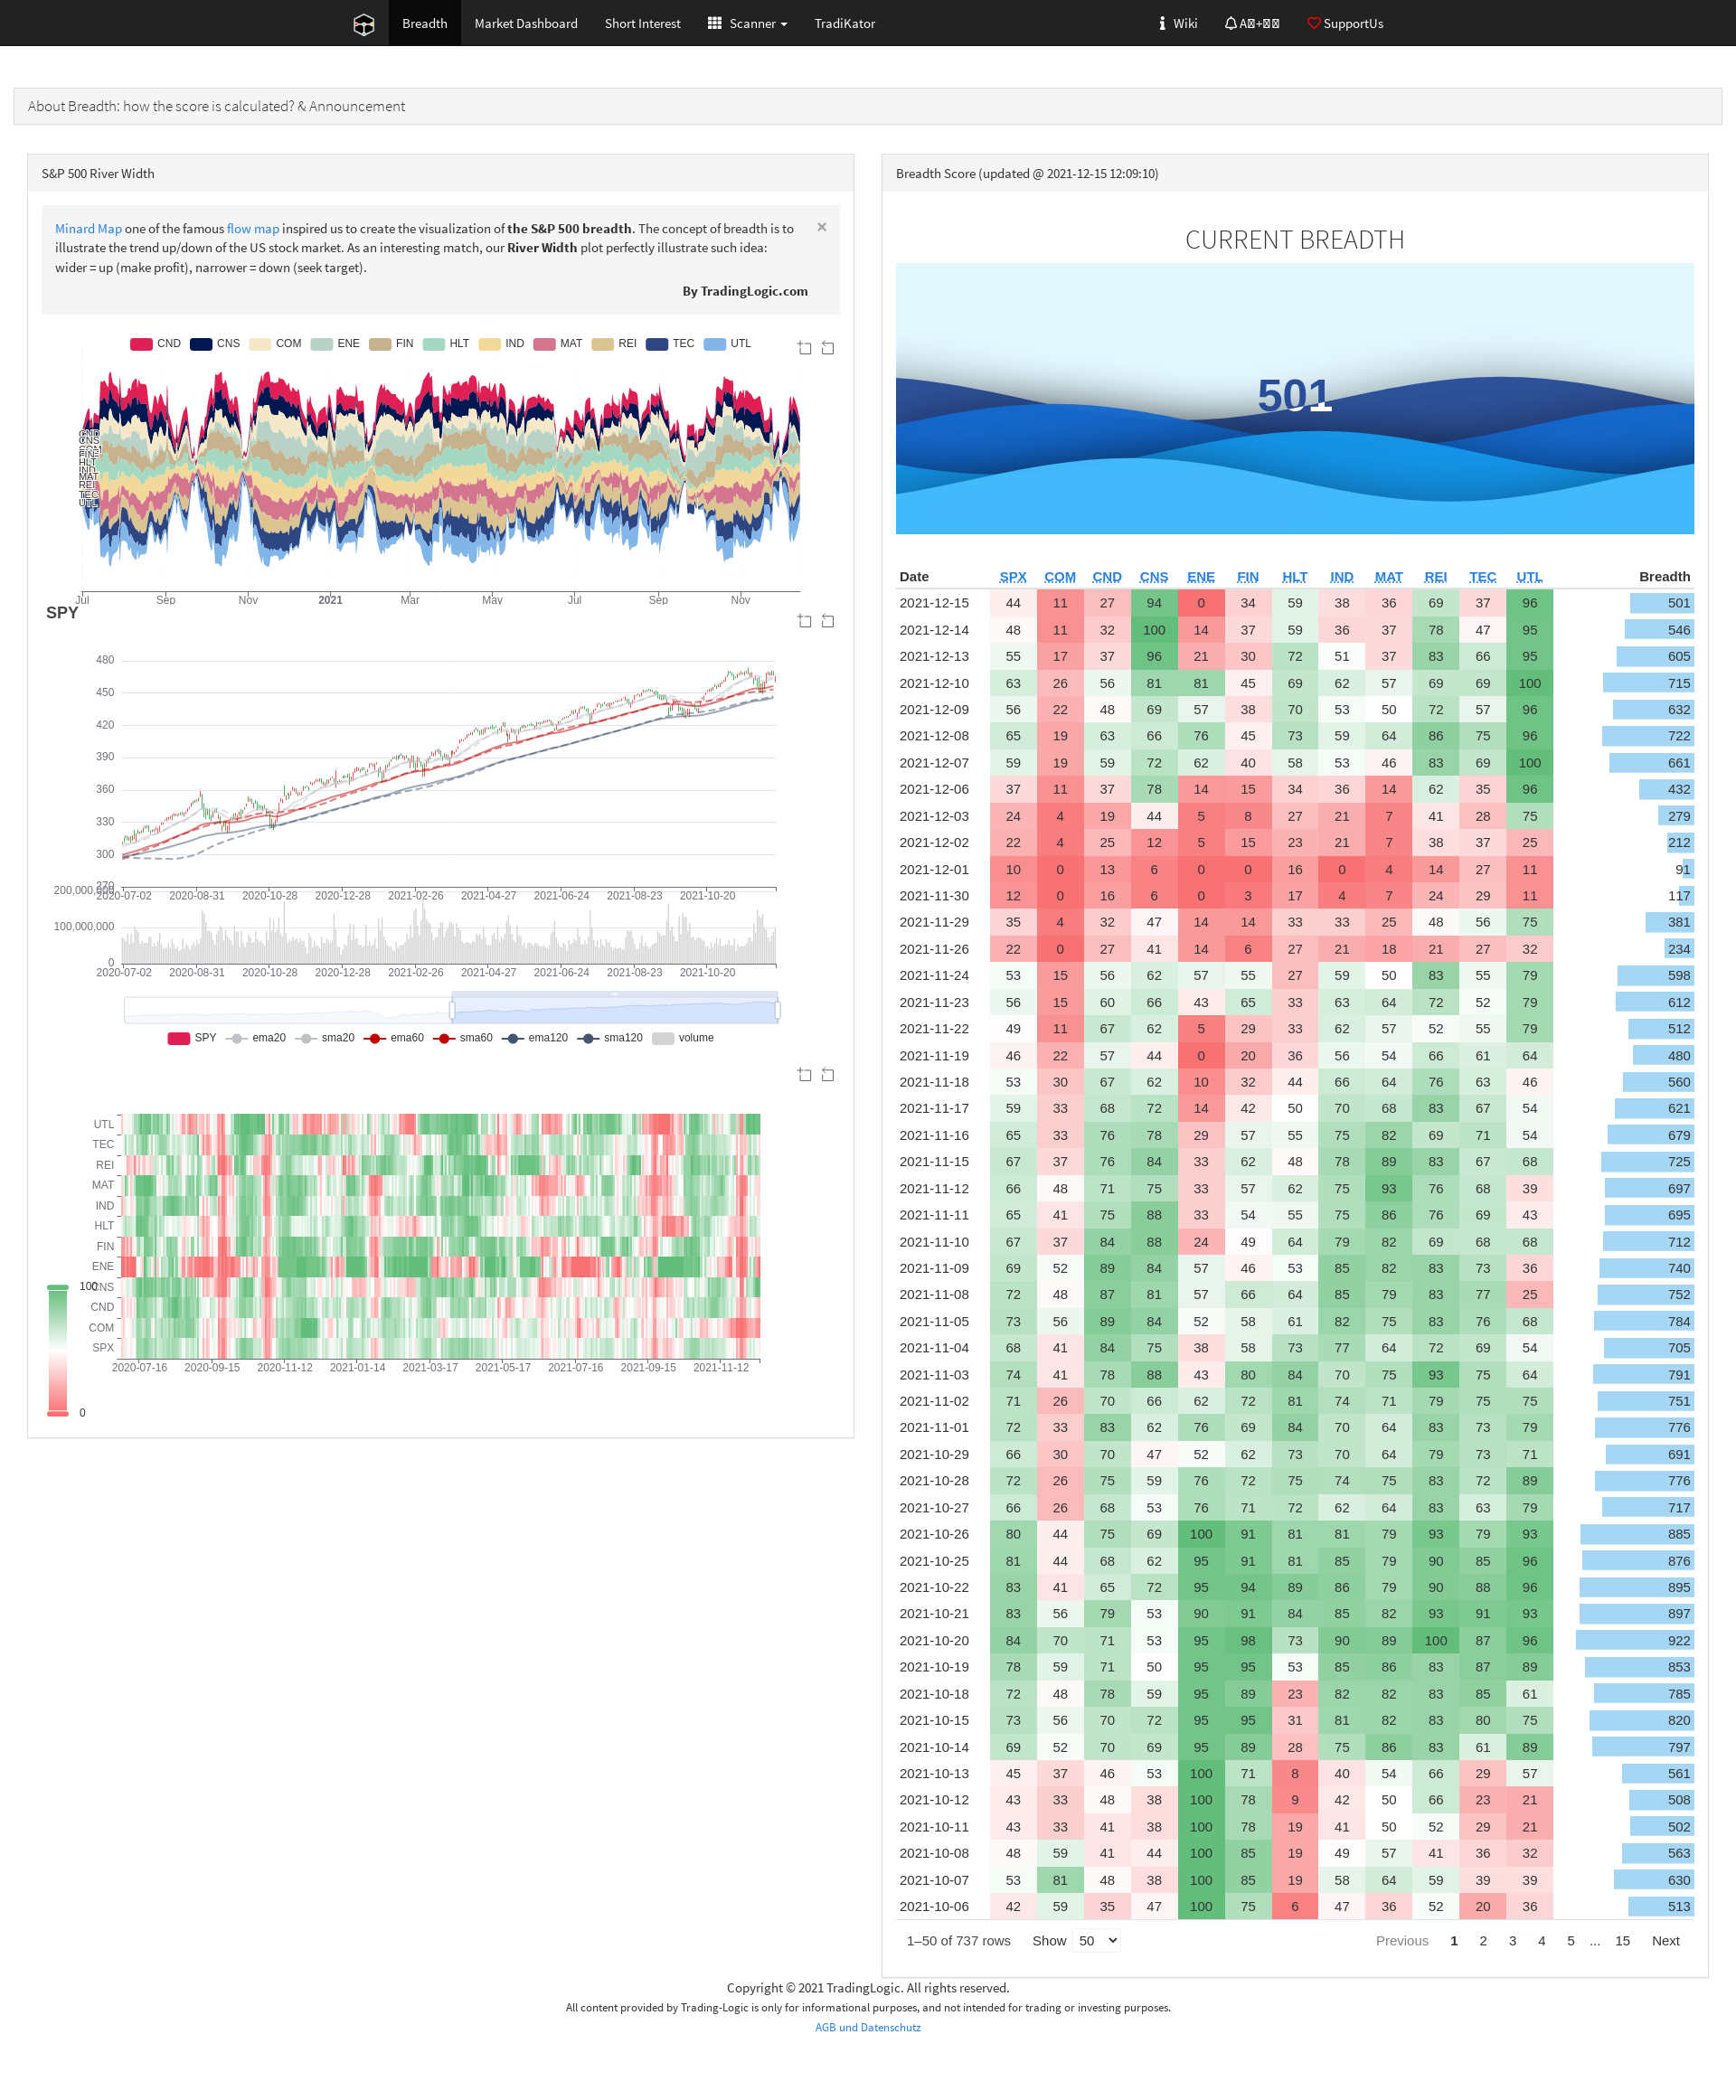 Breadth Market Dashboard Short Interest Scanner TradiKator Wiki SupportUs
About Breadth: how the score is calculated? & Announcement
S&P 500 River Width
Minard Map one of the famous flow map inspired us to create the visualization of the S&P 500 breadth. The concept of breadth is to
illustrate the trend up/down of the US stock market. As an interesting match, our River Width plot perfectly illustrate such idea:
wider = up (make profit), narrower = down (seek target).
×
By TradingLogic.com
CND CNS COM ENE FIN HLT IND MAT REI TEC UTL
CNS
HLT
MAT
REI
TEC
UTL
Jul Sep Nov 2021 Mar May Jul Sep Nov
SPY
480
450
420
390
360
330
300
270
200,000,000
2020-07-02 2020-08-31 2020-10-28 2020-12-28 2021-02-26 2021-04-27 2021-06-24 2021-08-23 2021-10-20
100,000,000
0
2020-07-02 2020-08-31 2020-10-28 2020-12-28 2021-02-26 2021-04-27 2021-06-24 2021-08-23 2021-10-20
SPY ema20 sma20 ema60 sma60 ema120 sma120 volume
UTL
TEC
REI
MAT
IND
HLT
FIN
ENE
CNS
CND
COM
SPX
2020-07-16 2020-09-15 2020-11-12 2021-01-14 2021-03-17 2021-05-17 2021-07-16 2021-09-15 2021-11-12
100
0
Breadth Score (updated @ 2021-12-15 12:09:10)
CURRENT BREADTH
501
Date SPX COM CND CNS ENE FIN HLT IND MAT REI TEC UTL Breadth
2021-12-15 44 11 27 94 0 34 59 38 36 69 37 96 501
2021-12-14 48 11 32 100 14 37 59 36 37 78 47 95 546
2021-12-13 55 17 37 96 21 30 72 51 37 83 66 95 605
2021-12-10 63 26 56 81 81 45 69 62 57 69 69 100 715
2021-12-09 56 22 48 69 57 38 70 53 50 72 57 96 632
2021-12-08 65 19 63 66 76 45 73 59 64 86 75 96 722
2021-12-07 59 19 59 72 62 40 58 53 46 83 69 100 661
2021-12-06 37 11 37 78 14 15 34 36 14 62 35 96 432
2021-12-03 24 4 19 44 5 8 27 21 7 41 28 75 279
2021-12-02 22 4 25 12 5 15 23 21 7 38 37 25 212
2021-12-01 10 0 13 6 0 0 16 0 4 14 27 11 91
2021-11-30 12 0 16 6 0 3 17 4 7 24 29 11 117
2021-11-29 35 4 32 47 14 14 33 33 25 48 56 75 381
2021-11-26 22 0 27 41 14 6 27 21 18 21 27 32 234
2021-11-24 53 15 56 62 57 55 27 59 50 83 55 79 598
2021-11-23 56 15 60 66 43 65 33 63 64 72 52 79 612
2021-11-22 49 11 67 62 5 29 33 62 57 52 55 79 512
2021-11-19 46 22 57 44 0 20 36 56 54 66 61 64 480
2021-11-18 53 30 67 62 10 32 44 66 64 76 63 46 560
2021-11-17 59 33 68 72 14 42 50 70 68 83 67 54 621
2021-11-16 65 33 76 78 29 57 55 75 82 69 71 54 679
2021-11-15 67 37 76 84 33 62 48 78 89 83 67 68 725
2021-11-12 66 48 71 75 33 57 62 75 93 76 68 39 697
2021-11-11 65 41 75 88 33 54 55 75 86 76 69 43 695
2021-11-10 67 37 84 88 24 49 64 79 82 69 68 68 712
2021-11-09 69 52 89 84 57 46 53 85 82 83 73 36 740
2021-11-08 72 48 87 81 57 66 64 85 79 83 77 25 752
2021-11-05 73 56 89 84 52 58 61 82 75 83 76 68 784
2021-11-04 68 41 84 75 38 58 73 77 64 72 69 54 705
2021-11-03 74 41 78 88 43 80 84 70 75 93 75 64 791
2021-11-02 71 26 70 66 62 72 81 74 71 79 75 75 751
2021-11-01 72 33 83 62 76 69 84 70 64 83 73 79 776
2021-10-29 66 30 70 47 52 62 73 70 64 79 73 71 691
2021-10-28 72 26 75 59 76 72 75 74 75 83 72 89 776
2021-10-27 66 26 68 53 76 71 72 62 64 83 63 79 717
2021-10-26 80 44 75 69 100 91 81 81 79 93 79 93 885
2021-10-25 81 44 68 62 95 91 81 85 79 90 85 96 876
2021-10-22 83 41 65 72 95 94 89 86 79 90 88 96 895
2021-10-21 83 56 79 53 90 91 84 85 82 93 91 93 897
2021-10-20 84 70 71 53 95 98 73 90 89 100 87 96 922
2021-10-19 78 59 71 50 95 95 53 85 86 83 87 89 853
2021-10-18 72 48 78 59 95 89 23 82 82 83 85 61 785
2021-10-15 73 56 70 72 95 95 31 81 82 83 80 75 820
2021-10-14 69 52 70 69 95 89 28 75 86 83 61 89 797
2021-10-13 45 37 46 53 100 71 8 40 54 66 29 57 561
2021-10-12 43 33 48 38 100 78 9 42 50 66 23 21 508
2021-10-11 43 33 41 38 100 78 19 41 50 52 29 21 502
2021-10-08 48 59 41 44 100 85 19 49 57 41 36 32 563
2021-10-07 53 81 48 38 100 85 19 58 64 59 39 39 630
2021-10-06 42 59 35 47 100 75 6 47 36 52 20 36 513
1–50 of 737 rows Show 50 Previous 1 2 3 4 5 ... 15 Next
Copyright © 2021 TradingLogic. All rights reserved.
All content provided by Trading-Logic is only for informational purposes, and not intended for trading or investing purposes.
AGB und Datenschutz